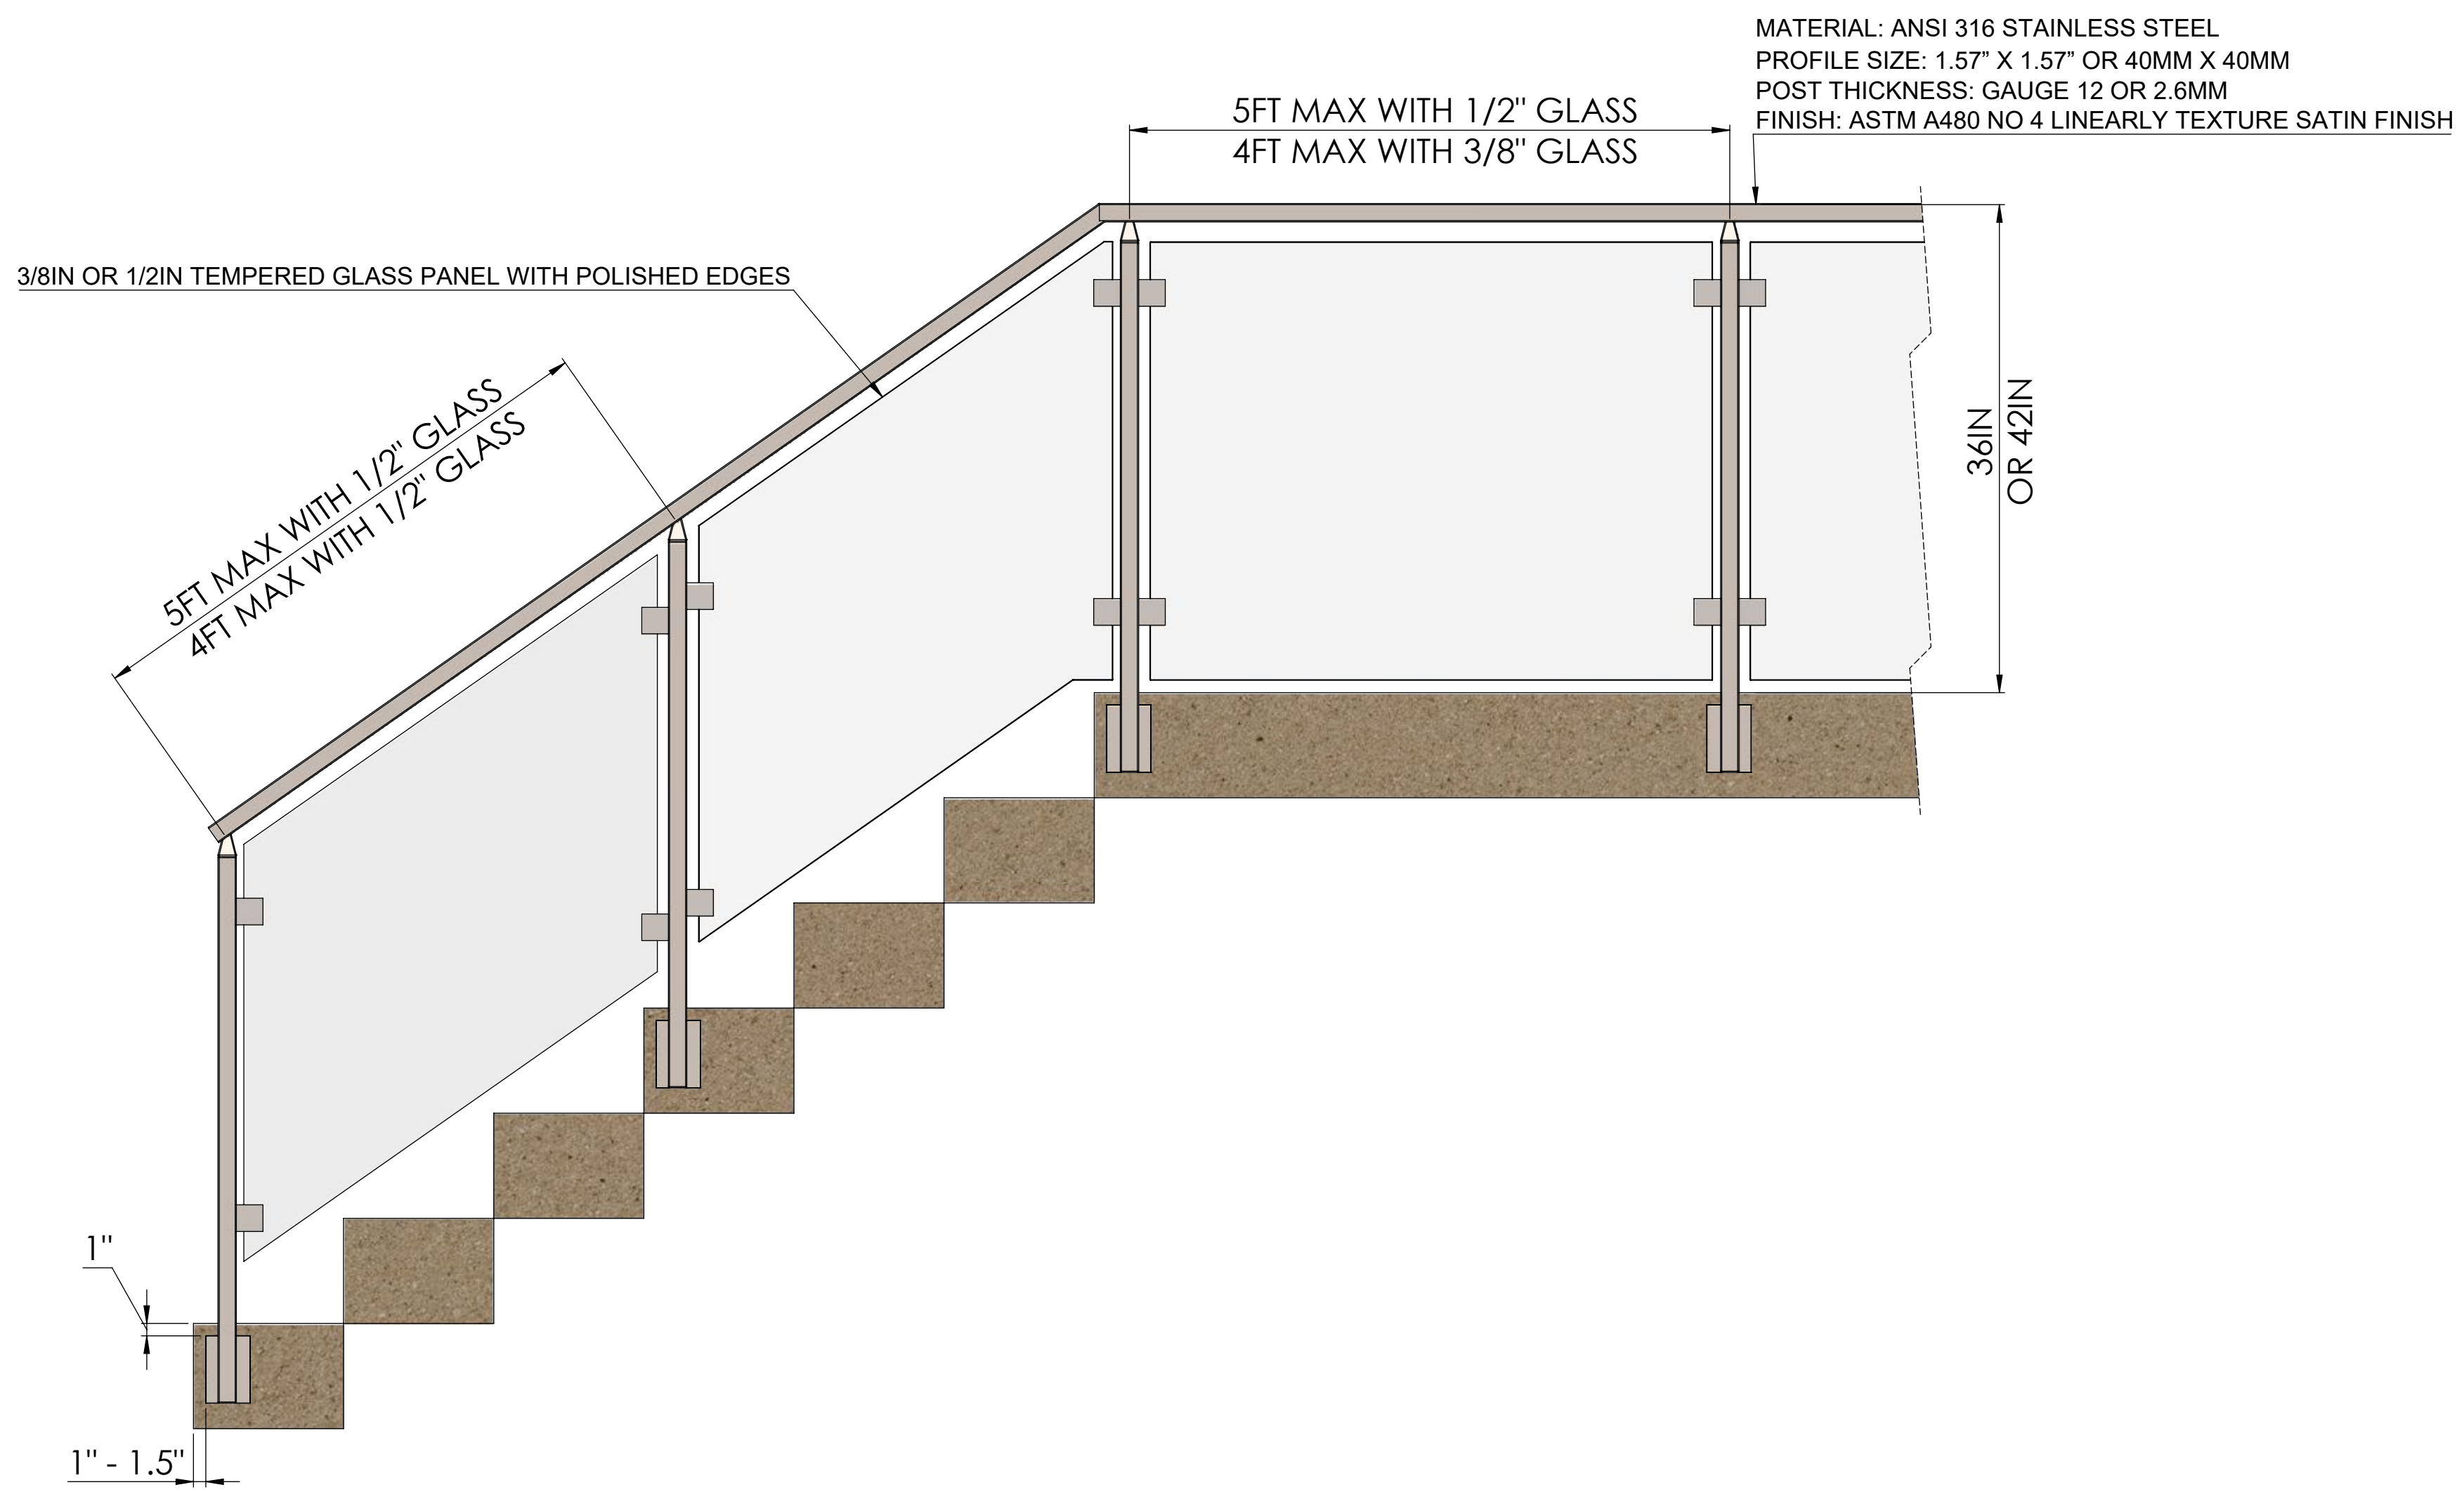 MATERIAL: ANSI 316 STAINLESS STEEL
PROFILE SIZE: 1.57” X 1.57” OR 40MM X 40MM
POST THICKNESS: GAUGE 12 OR 2.6MM
FINISH: ASTM A480 NO 4 LINEARLY TEXTURE SATIN FINISH
5FT MAX WITH 1/2" GLASS
4FT MAX WITH 3/8" GLASS
3/8IN OR 1/2IN TEMPERED GLASS PANEL WITH POLISHED EDGES
5FT MAX WITH 1/2" GLASS
4FT MAX WITH 1/2" GLASS
36IN
OR 42IN
1"
1" - 1.5"